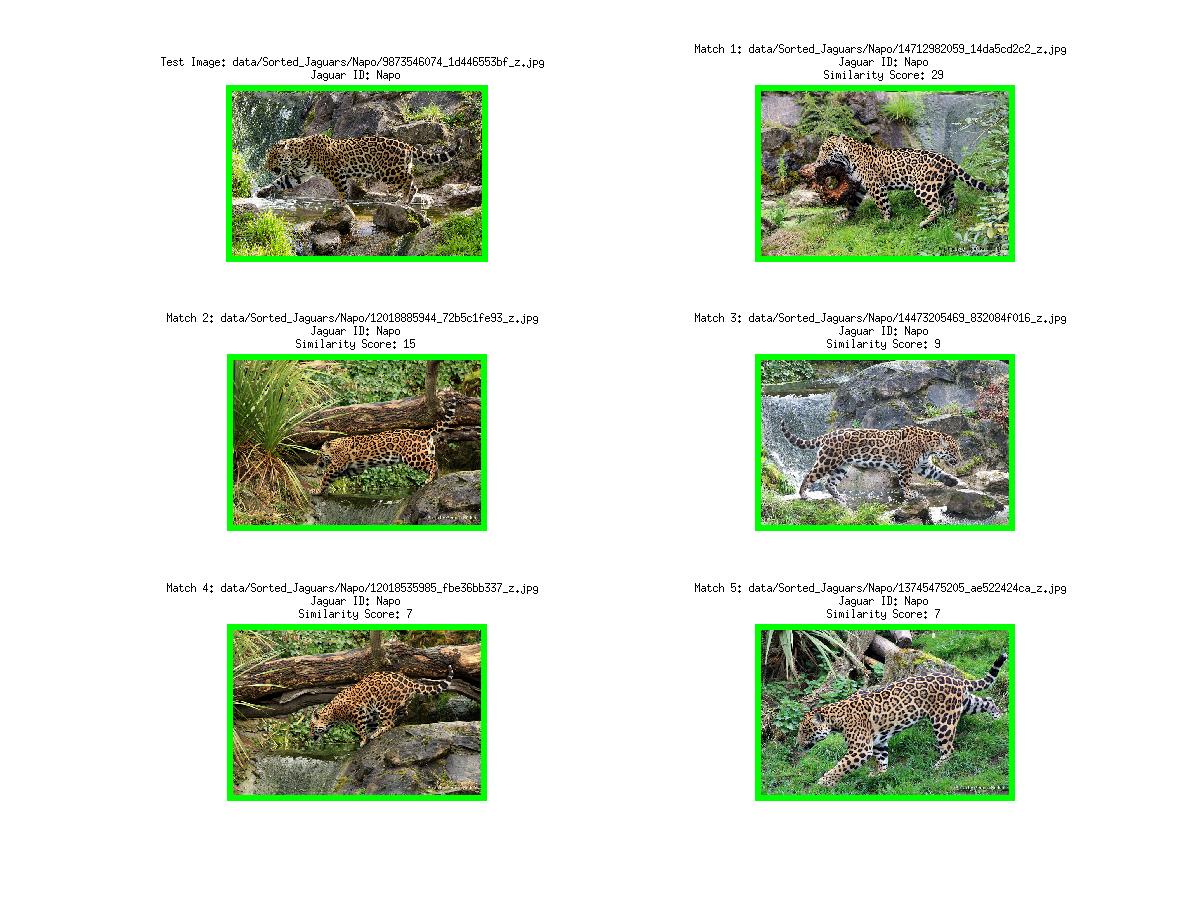 Test Image: data/Sorted_Jaguars/Napo/9873546074_1d446553bf_z.jpg
Jaguar ID: Napo
Match 1: data/Sorted_Jaguars/Napo/14712982059_14da5cd2c2_z.jpg
Jaguar ID: Napo
Similarity Score: 29
Match 2: data/Sorted_Jaguars/Napo/12018885944_72b5c1fe93_z.jpg
Jaguar ID: Napo
Similarity Score: 15
Match 3: data/Sorted_Jaguars/Napo/14473205469_832084f016_z.jpg
Jaguar ID: Napo
Similarity Score: 9
Match 4: data/Sorted_Jaguars/Napo/12018535985_fbe36bb337_z.jpg
Jaguar ID: Napo
Similarity Score: 7
Match 5: data/Sorted_Jaguars/Napo/13745475205_ae522424ca_z.jpg
Jaguar ID: Napo
Similarity Score: 7